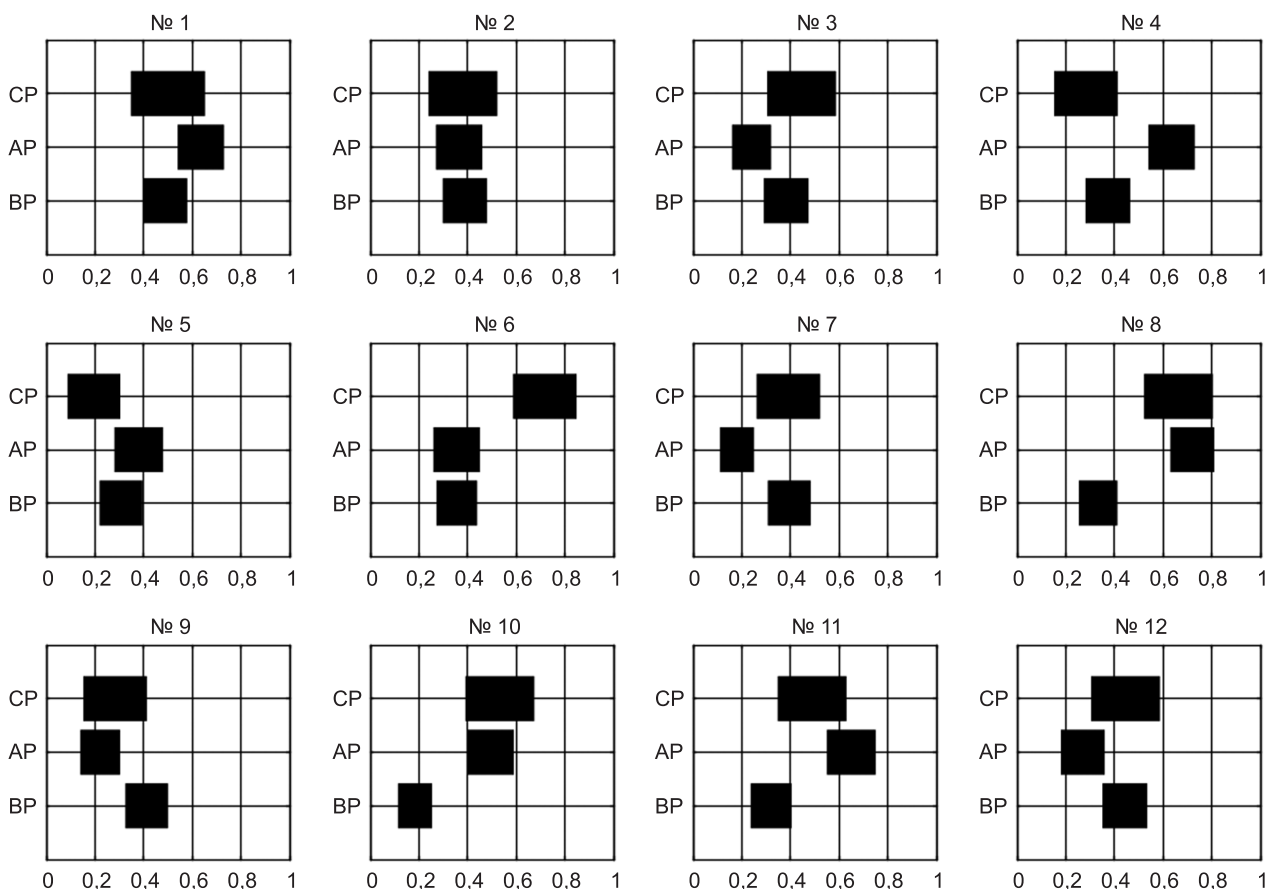 № 1 № 2 № 3 № 4
CP CP CP CP
AP AP AP AP
BP BP BP BP
0 0,2 0,4 0,6 0,8 1 0 0,2 0,4 0,6 0,8 1 0 0,2 0,4 0,6 0,8 1 0 0,2 0,4 0,6 0,8 1
№ 5 № 6 № 7 № 8
CP CP CP CP
AP AP AP AP
BP BP BP BP
0 0,2 0,4 0,6 0,8 1 0 0,2 0,4 0,6 0,8 1 0 0,2 0,4 0,6 0,8 1 0 0,2 0,4 0,6 0,8 1
№ 9 № 10 № 11 № 12
CP CP CP CP
AP AP AP AP
BP BP BP BP
0 0,2 0,4 0,6 0,8 1 0 0,2 0,4 0,6 0,8 1 0 0,2 0,4 0,6 0,8 1 0 0,2 0,4 0,6 0,8 1